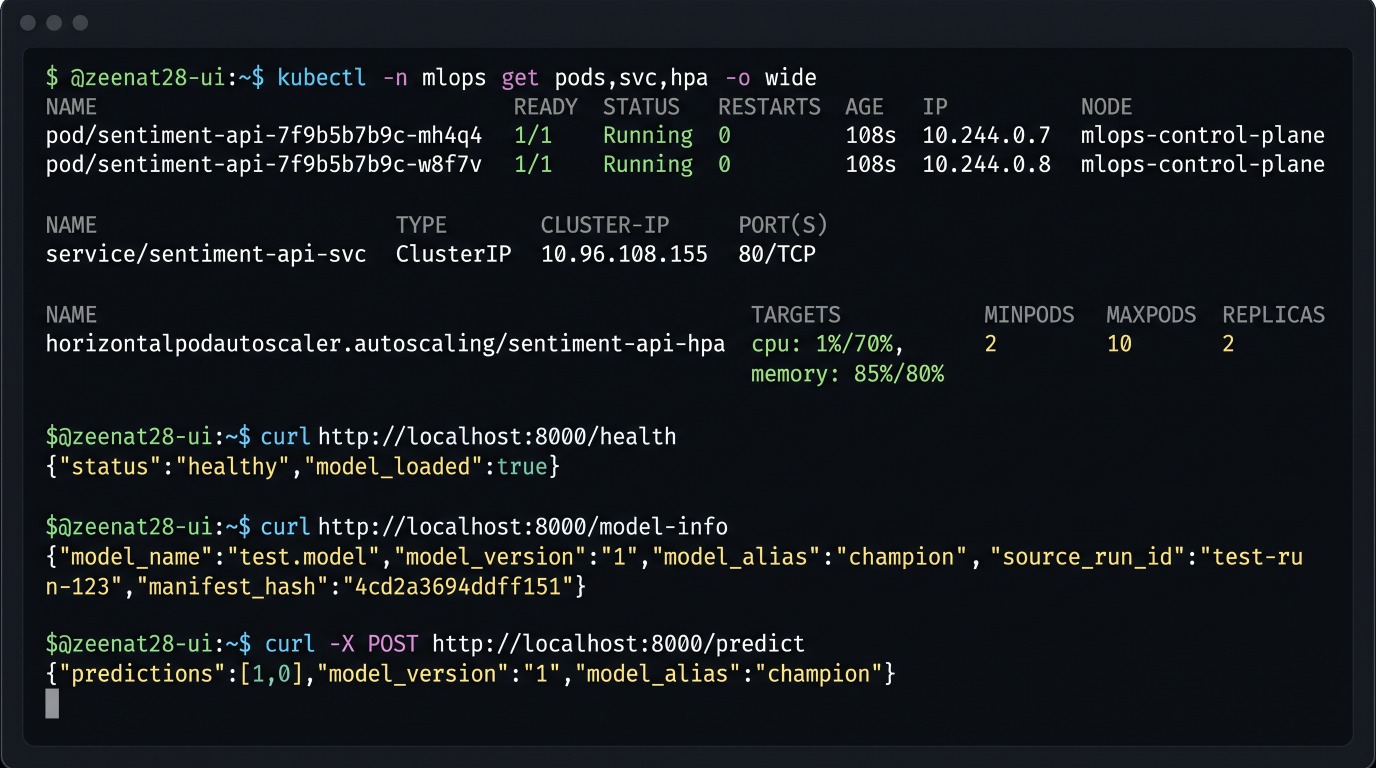 $ @zeenat28-ui:~$ kubectl -n mlops get pods,svc,hpa -o wide
NAME READY STATUS RESTARTS AGE IP NODE
pod/sentiment-api-7f9b5b7b9c-mh4q4 1/1 Running 0 108s 10.244.0.7 mlops-control-plane
pod/sentiment-api-7f9b5b7b9c-w8f7v 1/1 Running 0 108s 10.244.0.8 mlops-control-plane
NAME TYPE CLUSTER-IP PORT(S)
service/sentiment-api-svc ClusterIP 10.96.108.155 80/TCP
NAME TARGETS MINPODS MAXPODS REPLICAS
horizontalpodautoscaler.autoscaling/sentiment-api-hpa cpu: 1%/70%, 2 10 2
memory: 85%/80%
$@zeenat28-ui:~$ curl http://localhost:8000/health
{"status":"healthy","model_loaded":true}
$@zeenat28-ui:~$ curl http://localhost:8000/model-info
{"model_name":"test.model","model_version":"1","model_alias":"champion", "source_run_id":"test-ru
n-123","manifest_hash":"4cd2a3694ddff151"}
$@zeenat28-ui:~$ curl -X POST http://localhost:8000/predict
{"predictions":[1,0],"model_version":"1","model_alias":"champion"}